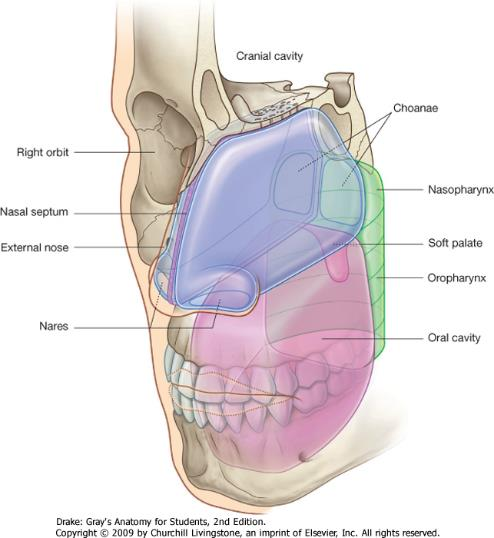 Cranial cavity
Choanae
Right orbit
Nasopharynx
Nasal septum
Soft palate
External nose
Oropharynx
Nares
Oral cavity
Drake: Gray's Anatomy for Students, 2nd Edition.
Copyright © 2009 by Churchill Livingstone, an imprint of Elsevier, Inc. All rights reserved.